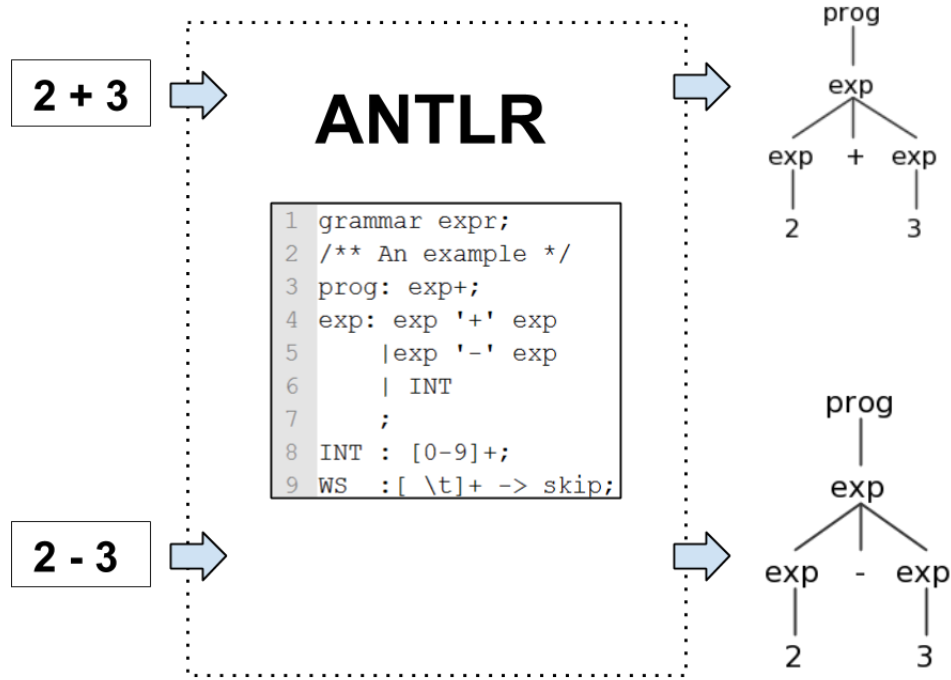 2 + 3
ANTLR
1 grammar expr;
2 /** An example */
3 prog: exp+;
4 exp: exp '+' exp
5     |exp '-' exp
6     | INT
7     ;
8 INT : [0-9]+;
9 WS  :[ \t]+ -> skip;
prog
exp
exp + exp
2 3
2 - 3
prog
exp
exp - exp
2 3